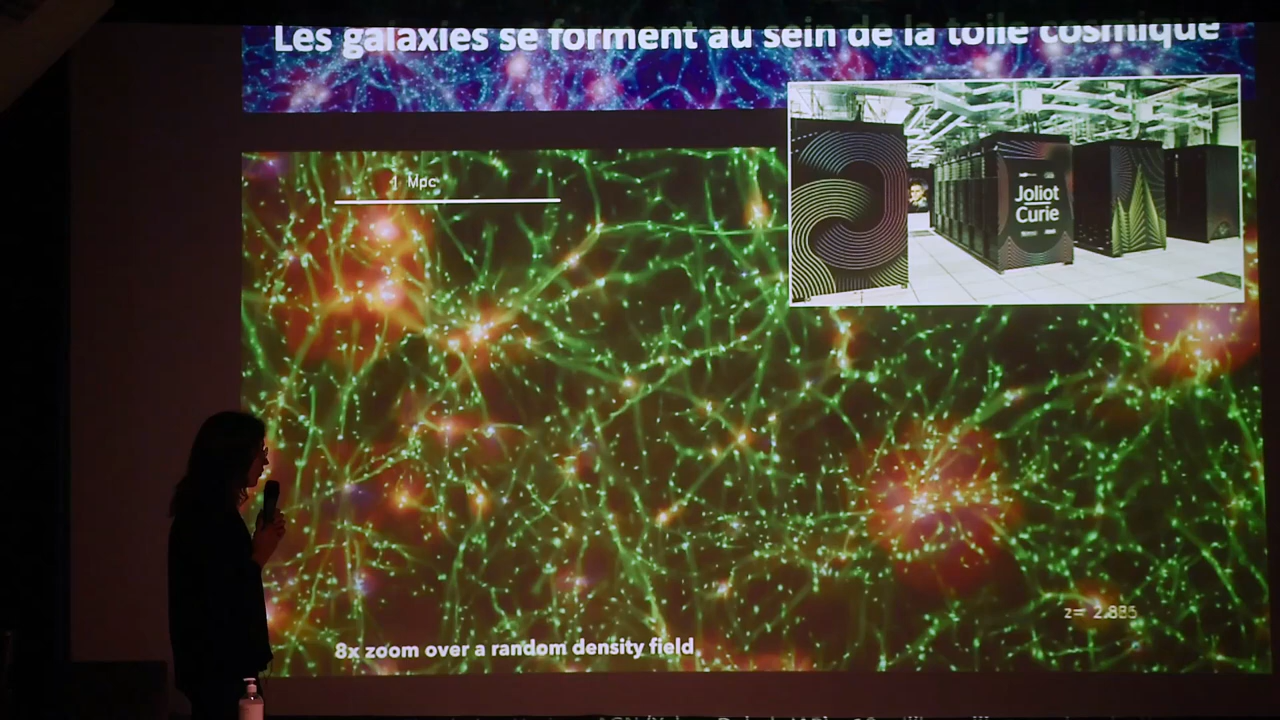 Les galaxies se forment au sein de la toile cosmique
1 Mpc
Joliot
Curie
z= 2.885
8x zoom over a random density field